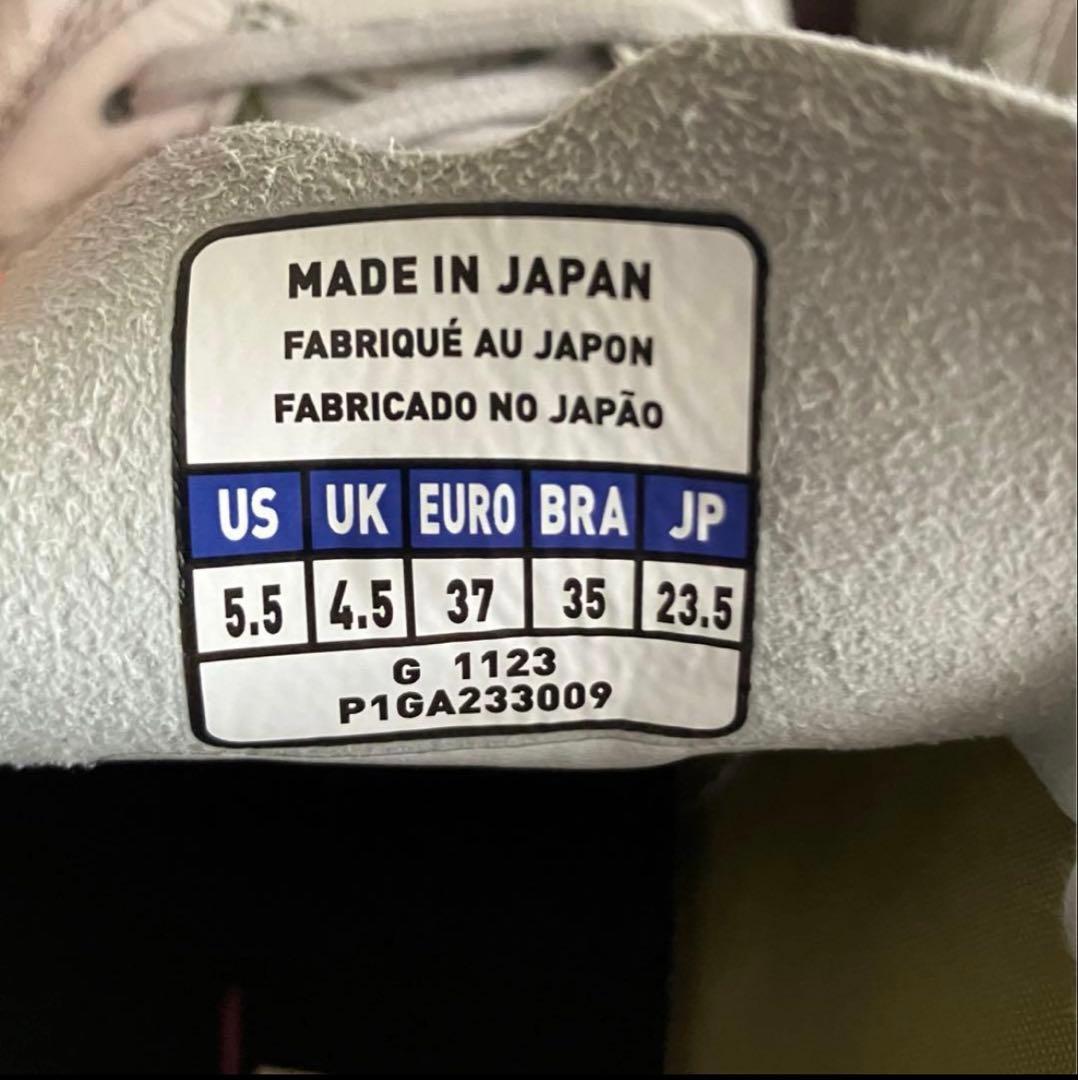 MADE IN JAPAN
FABRIQUÉ AU JAPON
FABRICADO NO JAPÃO
US UK EURO BRA JP
5.5 4.5 37 35 23.5
G 1123
P1GA233009